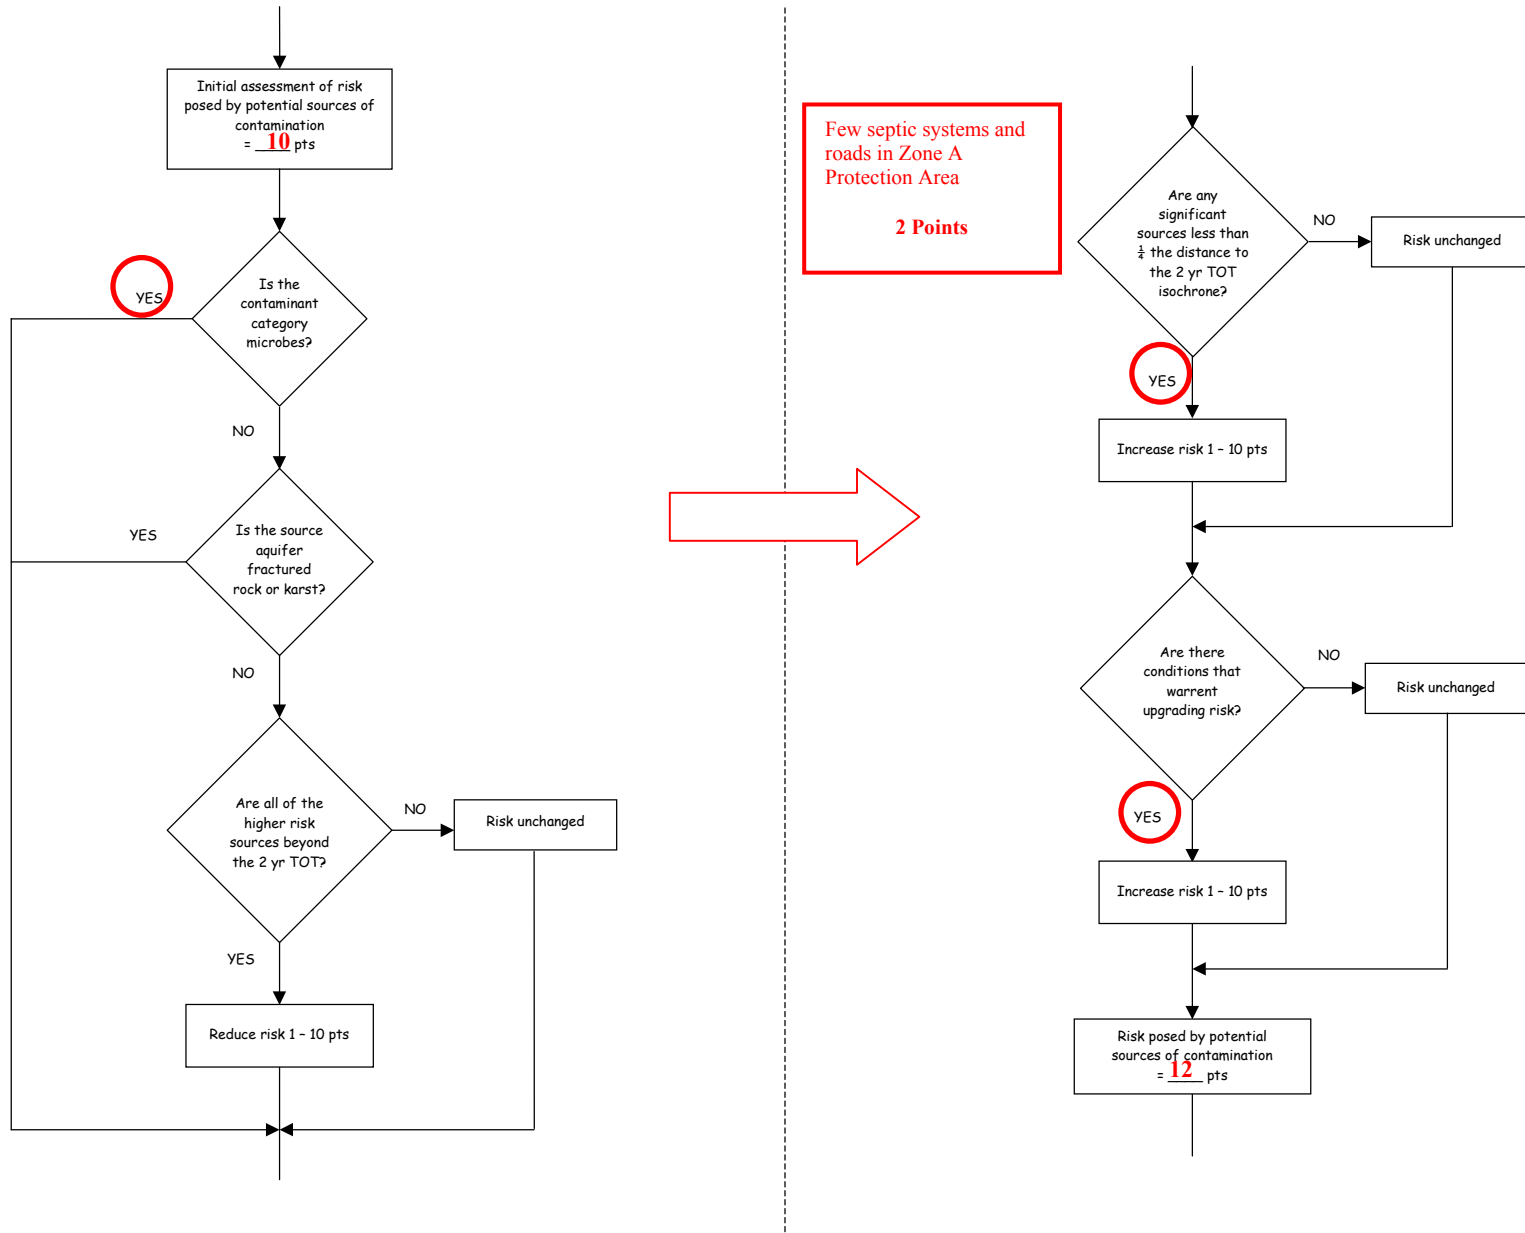 Initial assessment of risk
posed by potential sources of
contamination
= 10 pts
Is the
contaminant
category
microbes?
YES
NO
Is the source
aquifer
fractured
rock or karst?
YES
NO
Are all of the
higher risk
sources beyond
the 2 yr TOT?
NO
Risk unchanged
YES
Reduce risk 1 – 10 pts
Few septic systems and
roads in Zone A
Protection Area
2 Points
Are any
significant
sources less than
¼ the distance to
the 2 yr TOT
isochrone?
NO
Risk unchanged
YES
Increase risk 1 – 10 pts
Are there
conditions that
warrent
upgrading risk?
NO
Risk unchanged
YES
Increase risk 1 – 10 pts
Risk posed by potential
sources of contamination
= 12 pts